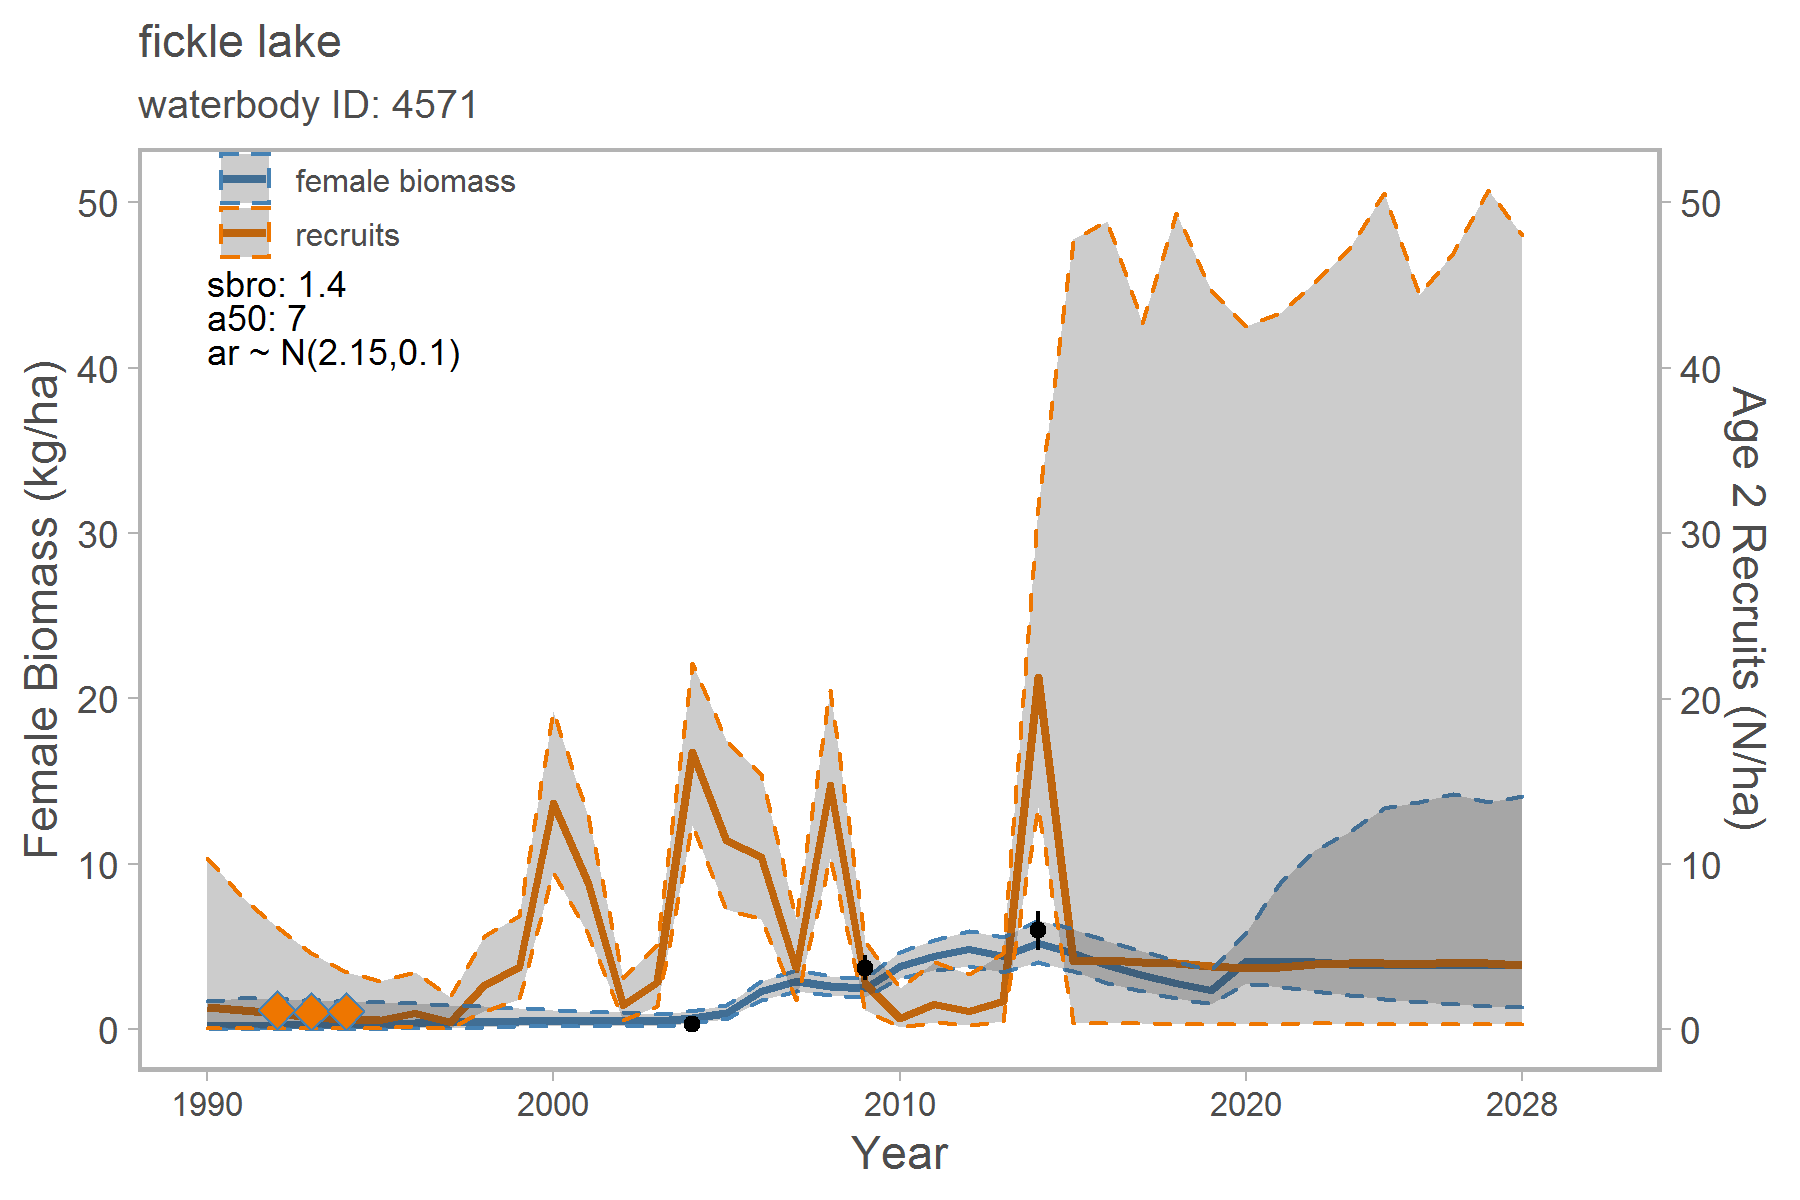 fickle lake
waterbody ID: 4571
female biomass
recruits
sbro: 1.4
a50: 7
ar ~ N(2.15,0.1)
Female Biomass (kg/ha)
50
40
30
20
10
0
50
40
30
20
10
0
Age 2 Recruits (N/ha)
1990
2000
2010
2020
2028
Year